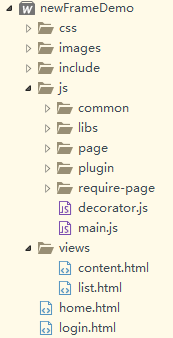 newFrameDemo
css
images
include
js
common
libs
page
plugin
require-page
decorator.js
main.js
views
content.html
list.html
home.html
login.html